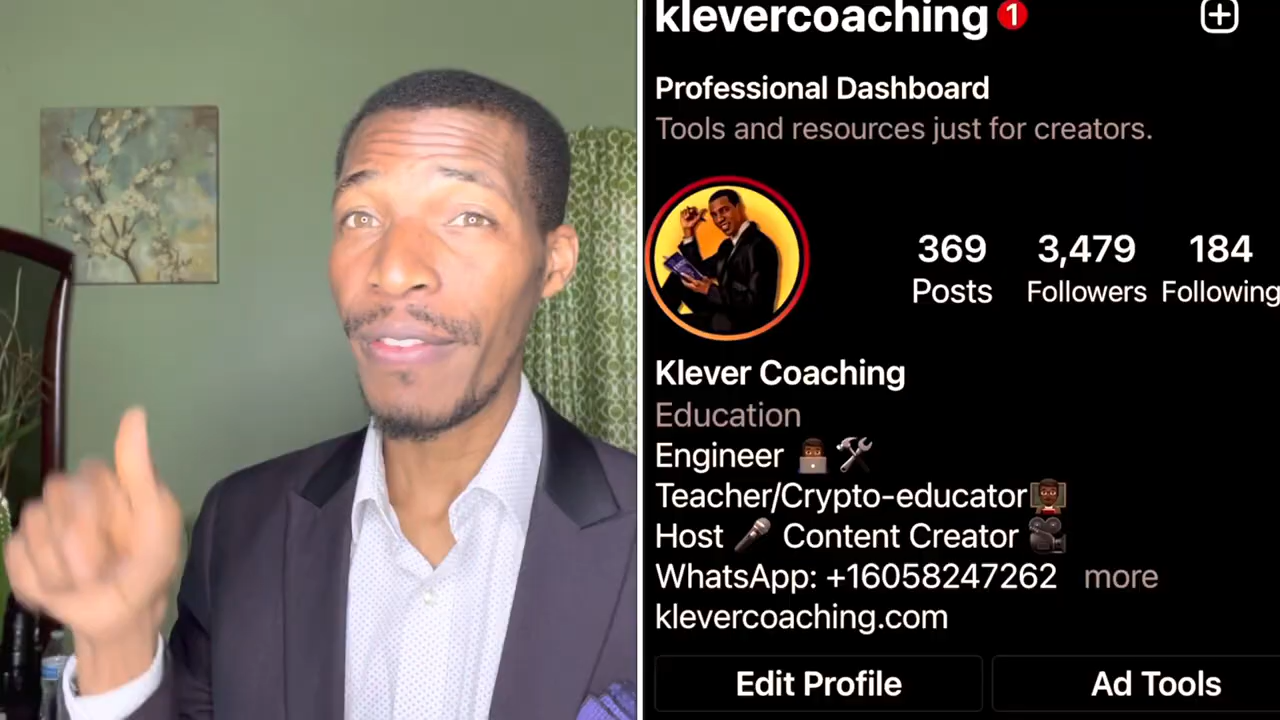 klevercoaching 1
Professional Dashboard
Tools and resources just for creators.
369 3,479 184
Posts Followers Following
Klever Coaching
Education
Engineer 👨🏿‍💻🛠️
Teacher/Crypto-educator👨🏿‍🏫
Host 🎤 Content Creator 🎥
WhatsApp: +16058247262 more
klevercoaching.com
Edit Profile Ad Tools